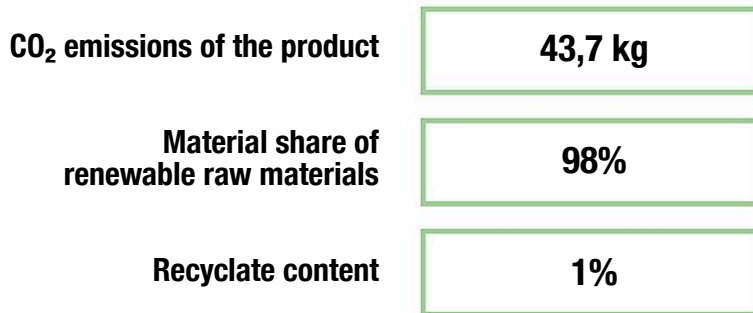 CO₂ emissions of the product
43,7 kg
Material share of
renewable raw materials
98%
Recyclate content
1%